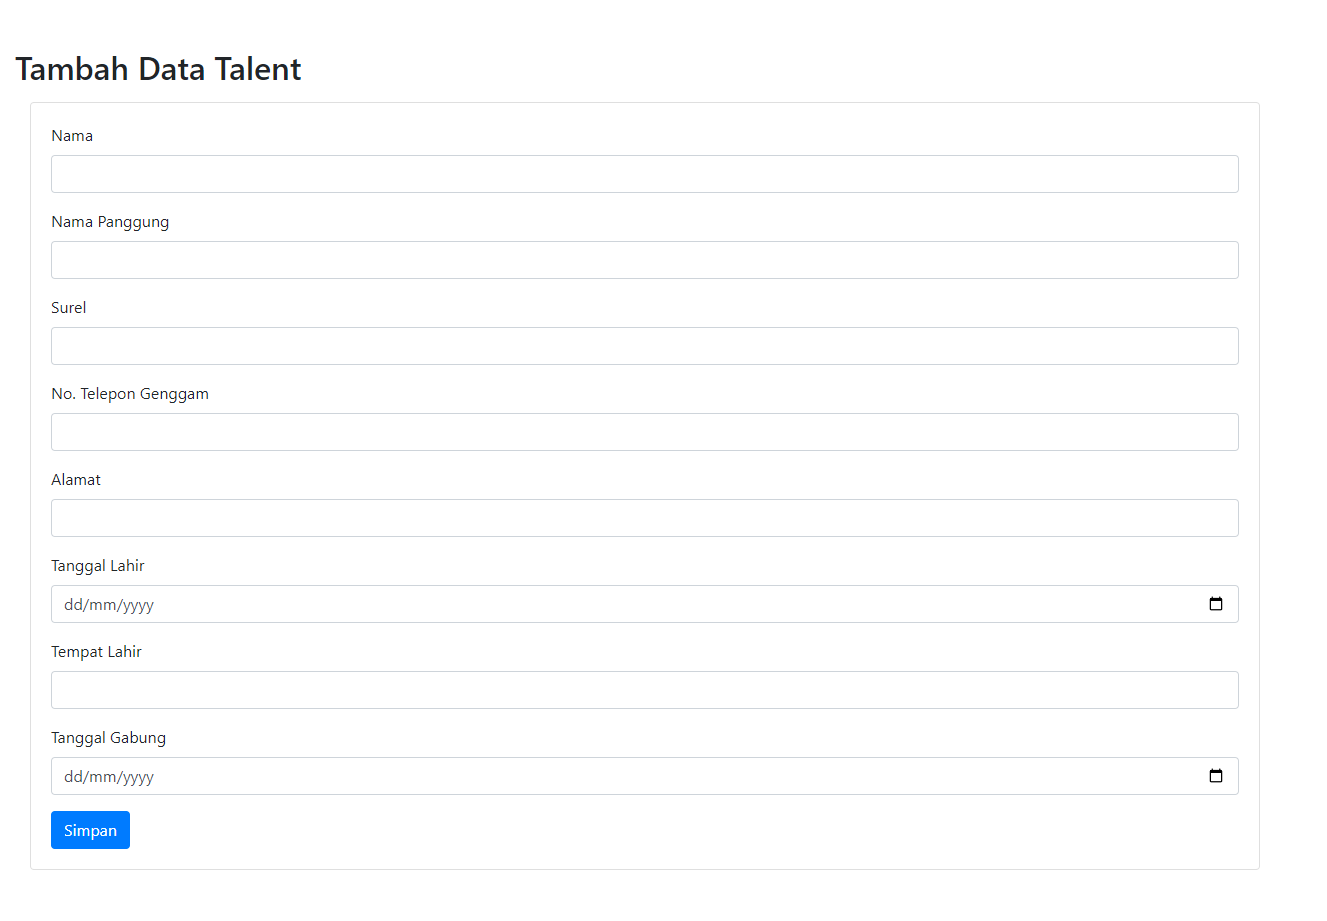 Tambah Data Talent
Nama
Nama Panggung
Surel
No. Telepon Genggam
Alamat
Tanggal Lahir
dd/mm/yyyy
Tempat Lahir
Tanggal Gabung
dd/mm/yyyy
Simpan